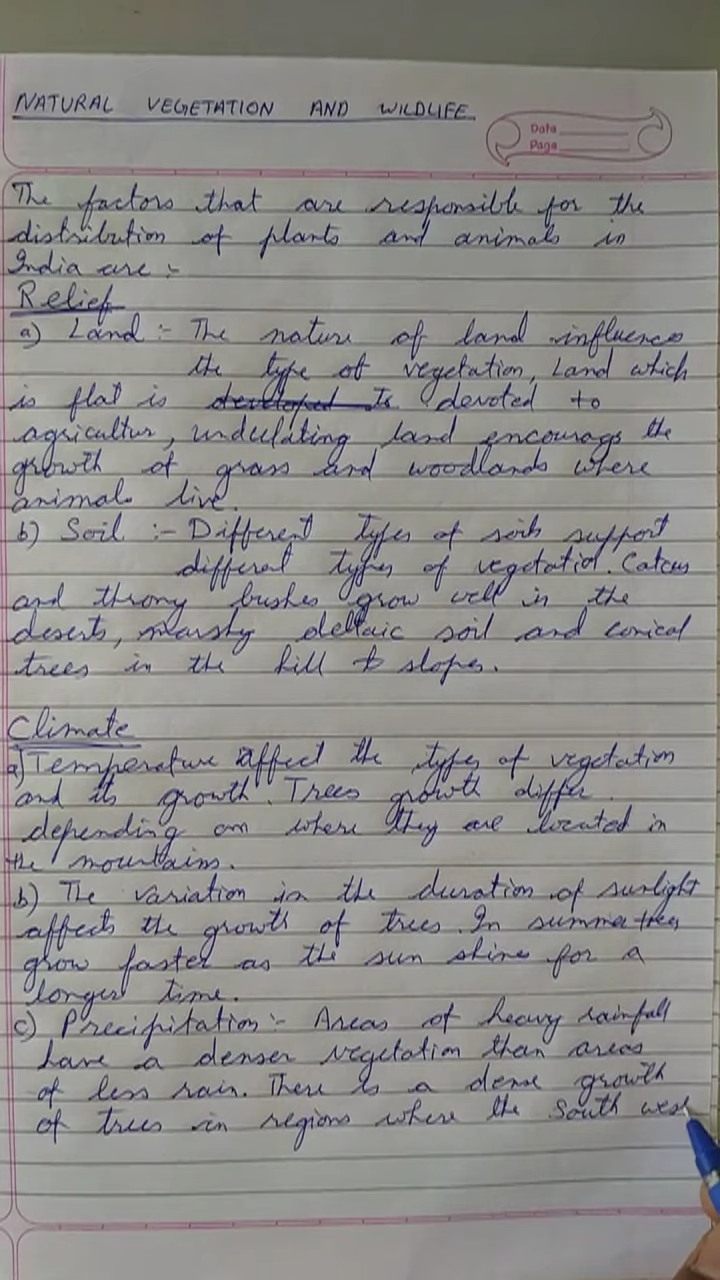 NATURAL VEGETATION AND WILDLIFE
Date
Page
The factors that are responsible for the
distribution of plants and animals in
India are :-
Relief
a) Land :- The nature of land influences
the type of vegetation, Land which
is flat is developed Is devoted to
agricultur, undulating land encourags the
growth of grass and woodlands where
animals live.
b) Soil :- Different types of soils support
different types of vegetation. Catcus
and throny bushes grow well in the
deserts, marshy deltaic soil and conical
trees in the hill slopes.
Climate
a) Temperature affect the types of vegetation
and its growth. Trees growth differ
depending on where they are located in
the mountains.
b) The variation in the duration of sunlight
affects the growth of trees. In summer trees
grow faster as the sun shine for a
longer time.
c) Precipitation :- Areas of heavy rainfall
have a denser vegetation than areas
of less rain. There is a dense growth
of trees in regions where the South west